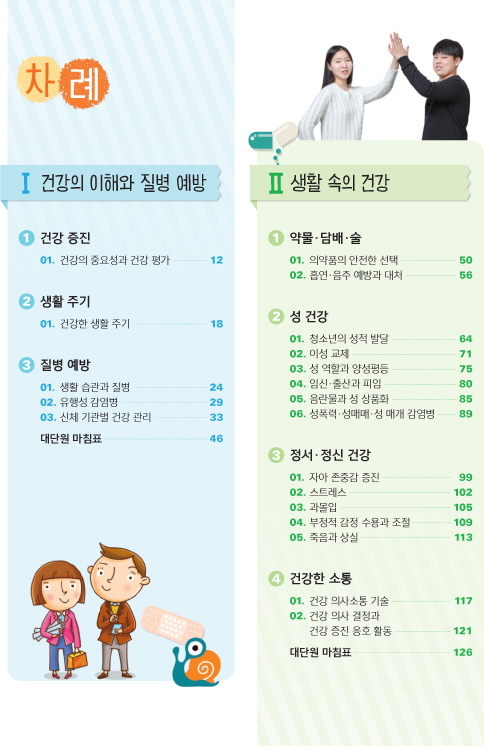 차례
Ⅰ 건강의 이해와 질병 예방
1 건강 증진
01. 건강의 중요성과 건강 평가 12
2 생활 주기
01. 건강한 생활 주기 18
3 질병 예방
01. 생활 습관과 질병 24
02. 유행성 감염병 29
03. 신체 기관별 건강 관리 33
대단원 마침표 46
Ⅱ 생활 속의 건강
1 약물·담배·술
01. 의약품의 안전한 선택 50
02. 흡연·음주 예방과 대처 56
2 성 건강
01. 청소년의 성적 발달 64
02. 이성 교제 71
03. 성 역할과 양성평등 75
04. 임신·출산과 피임 80
05. 음란물과 성 상품화 85
06. 성폭력·성매매·성 매개 감염병 89
3 정서·정신 건강
01. 자아 존중감 증진 99
02. 스트레스 102
03. 과몰입 105
04. 부정적 감정 수용과 조절 109
05. 죽음과 상실 113
4 건강한 소통
01. 건강 의사소통 기술 117
02. 건강 의사 결정과
건강 증진 옹호 활동 121
대단원 마침표 126